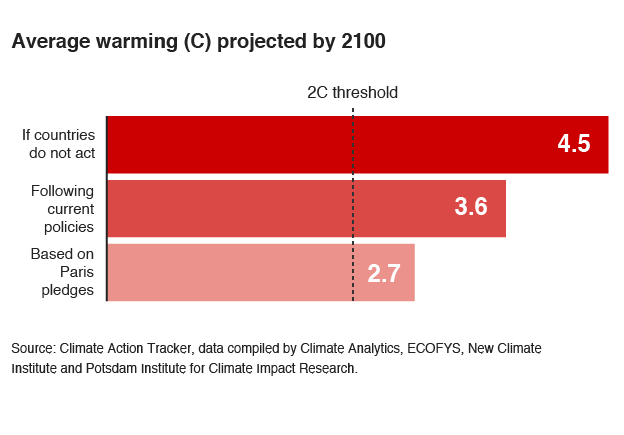 Average warming (C) projected by 2100
2C threshold
If countries
do not act
4.5
Following
current
policies
3.6
Based on
Paris
pledges
2.7
Source: Climate Action Tracker, data compiled by Climate Analytics, ECOFYS, New Climate
Institute and Potsdam Institute for Climate Impact Research.